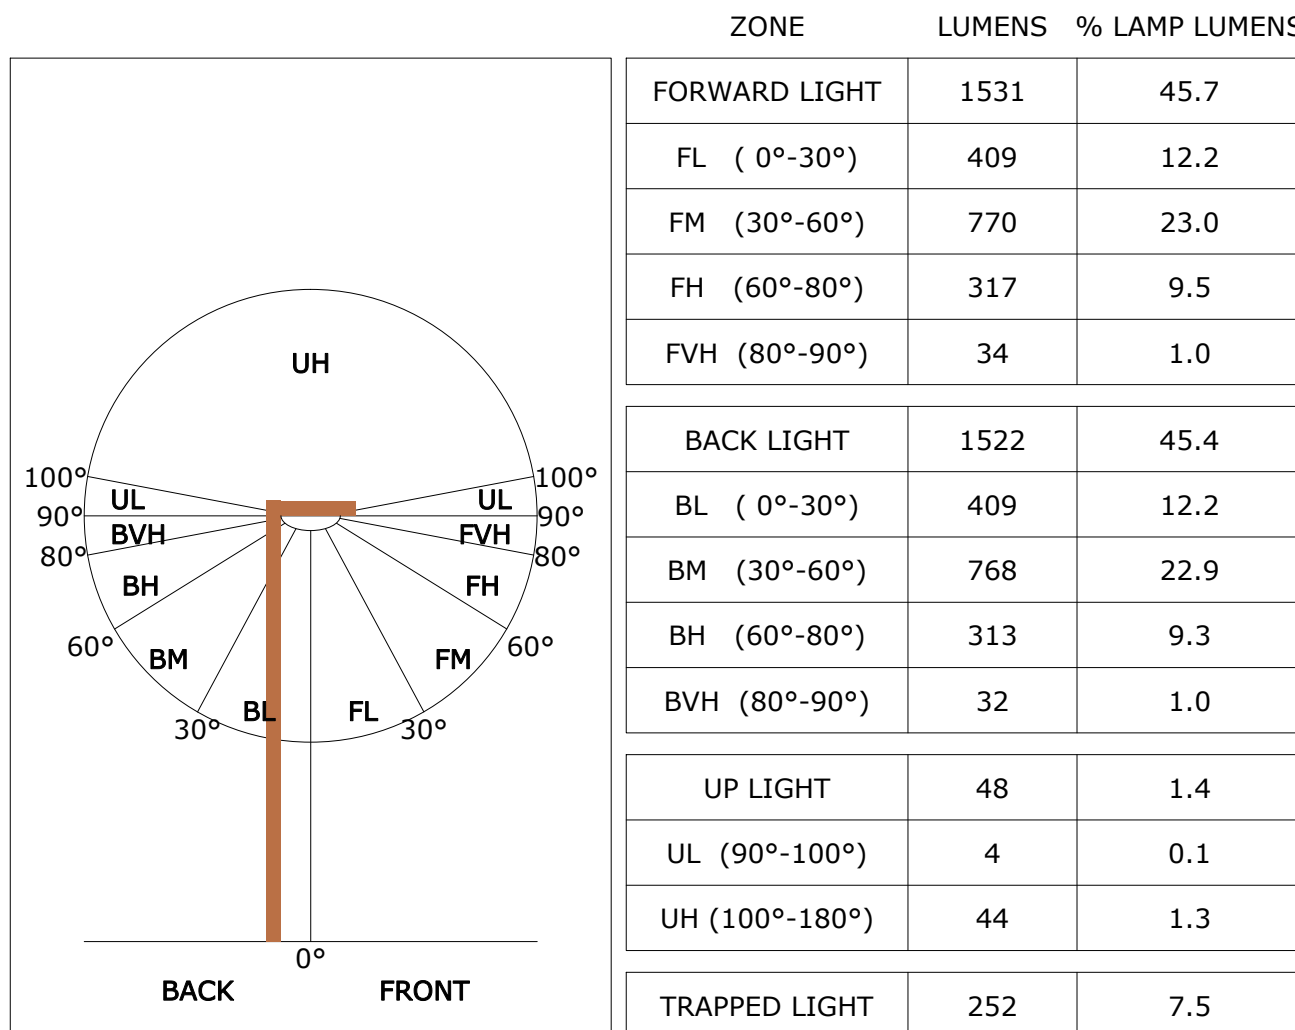 ZONE LUMENS % LAMP LUMENS
FORWARD LIGHT 1531 45.7
FL ( 0°-30°) 409 12.2
FM (30°-60°) 770 23.0
FH (60°-80°) 317 9.5
FVH (80°-90°) 34 1.0
BACK LIGHT 1522 45.4
BL ( 0°-30°) 409 12.2
BM (30°-60°) 768 22.9
BH (60°-80°) 313 9.3
BVH (80°-90°) 32 1.0
UP LIGHT 48 1.4
UL (90°-100°) 4 0.1
UH (100°-180°) 44 1.3
TRAPPED LIGHT 252 7.5
UH
100° 100°
UL UL
90° 90°
BVH FVH
80° 80°
BH FH
60° 60°
BM FM
BL FL
30° 30°
0°
BACK FRONT